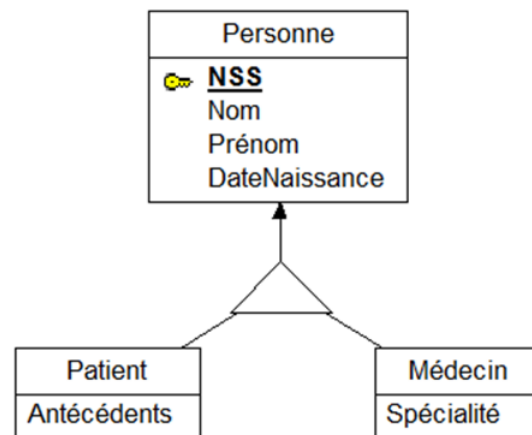 Personne
NSS
Nom
Prénom
DateNaissance
Patient
Antécédents
Médecin
Spécialité